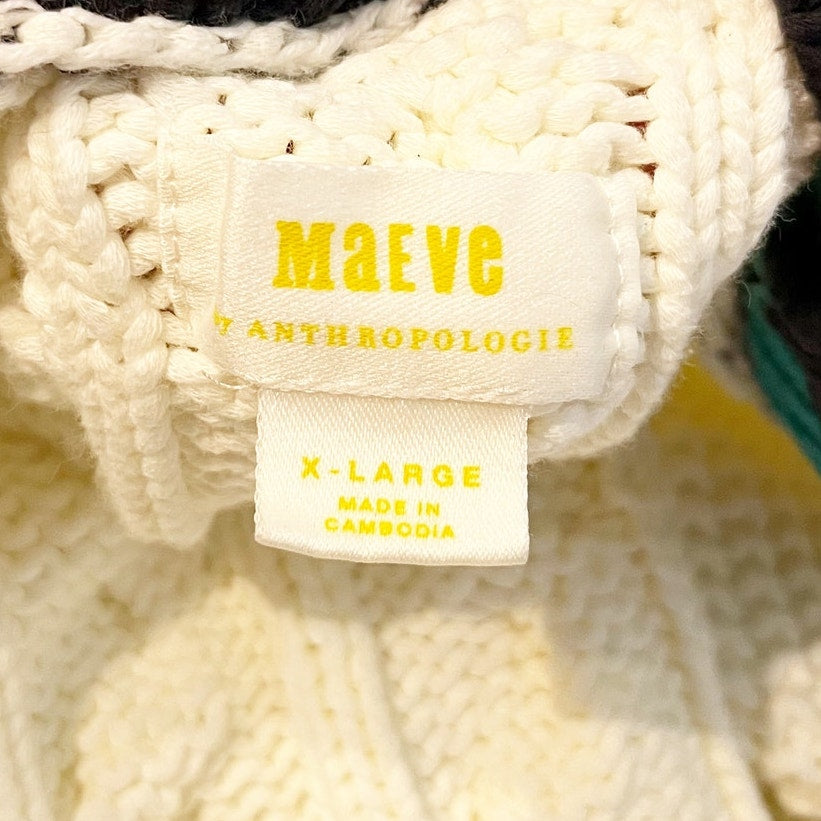 Maeve
BY ANTHROPOLOGIE
X-LARGE
MADE IN
CAMBODIA